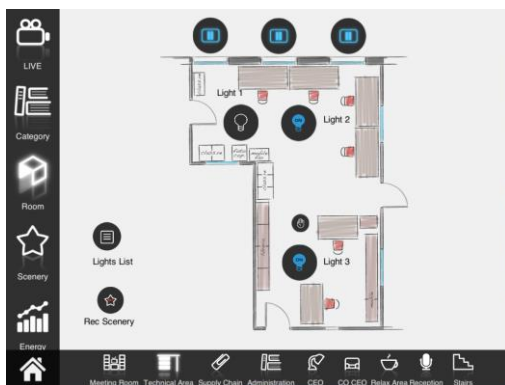 LIVE
Category
Room
Scenery
Energy
Light 1
Light 2
Light 3
ON
ON
Lights List
Rec Scenery
Meeting Room Technical Area Supply Chain Administration CEO CO CEO Relax Area Reception Stairs